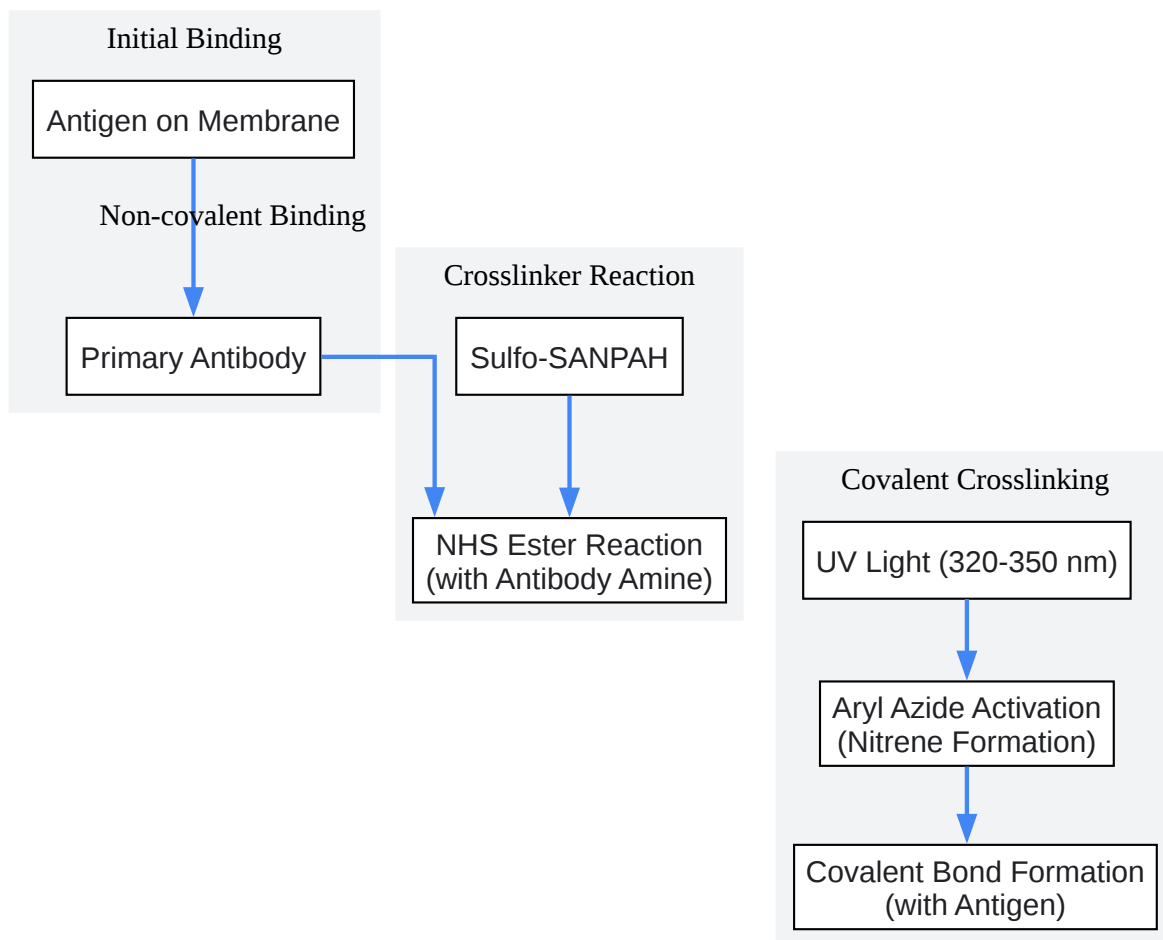 Initial Binding
Antigen on Membrane
Non-covalent Binding
Primary Antibody
Crosslinker Reaction
Sulfo-SANPAH
NHS Ester Reaction
(with Antibody Amine)
Covalent Crosslinking
UV Light (320-350 nm)
Aryl Azide Activation
(Nitrene Formation)
Covalent Bond Formation
(with Antigen)